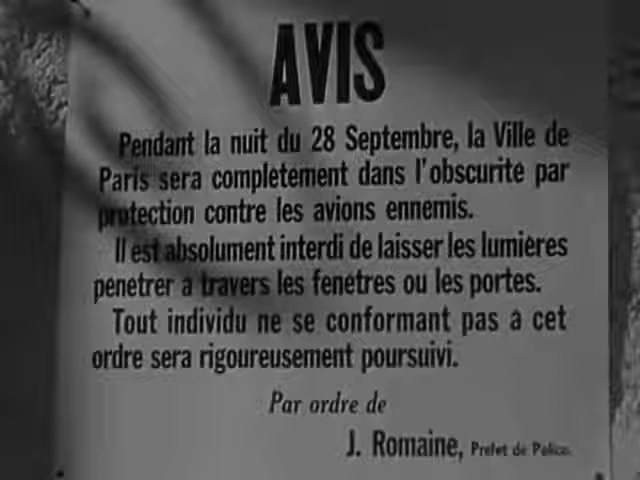 AVIS
Pendant la nuit du 28 Septembre, la Ville de
Paris sera completement dans l'obscurite par
protection contre les avions ennemis.
Il est absolument interdi de laisser les lumières
penetrer a travers les fenetres ou les portes.
Tout individu ne se conformant pas a cet
ordre sera rigoureusement poursuivi.
Par ordre de
J. Romaine, Prefet de Police.